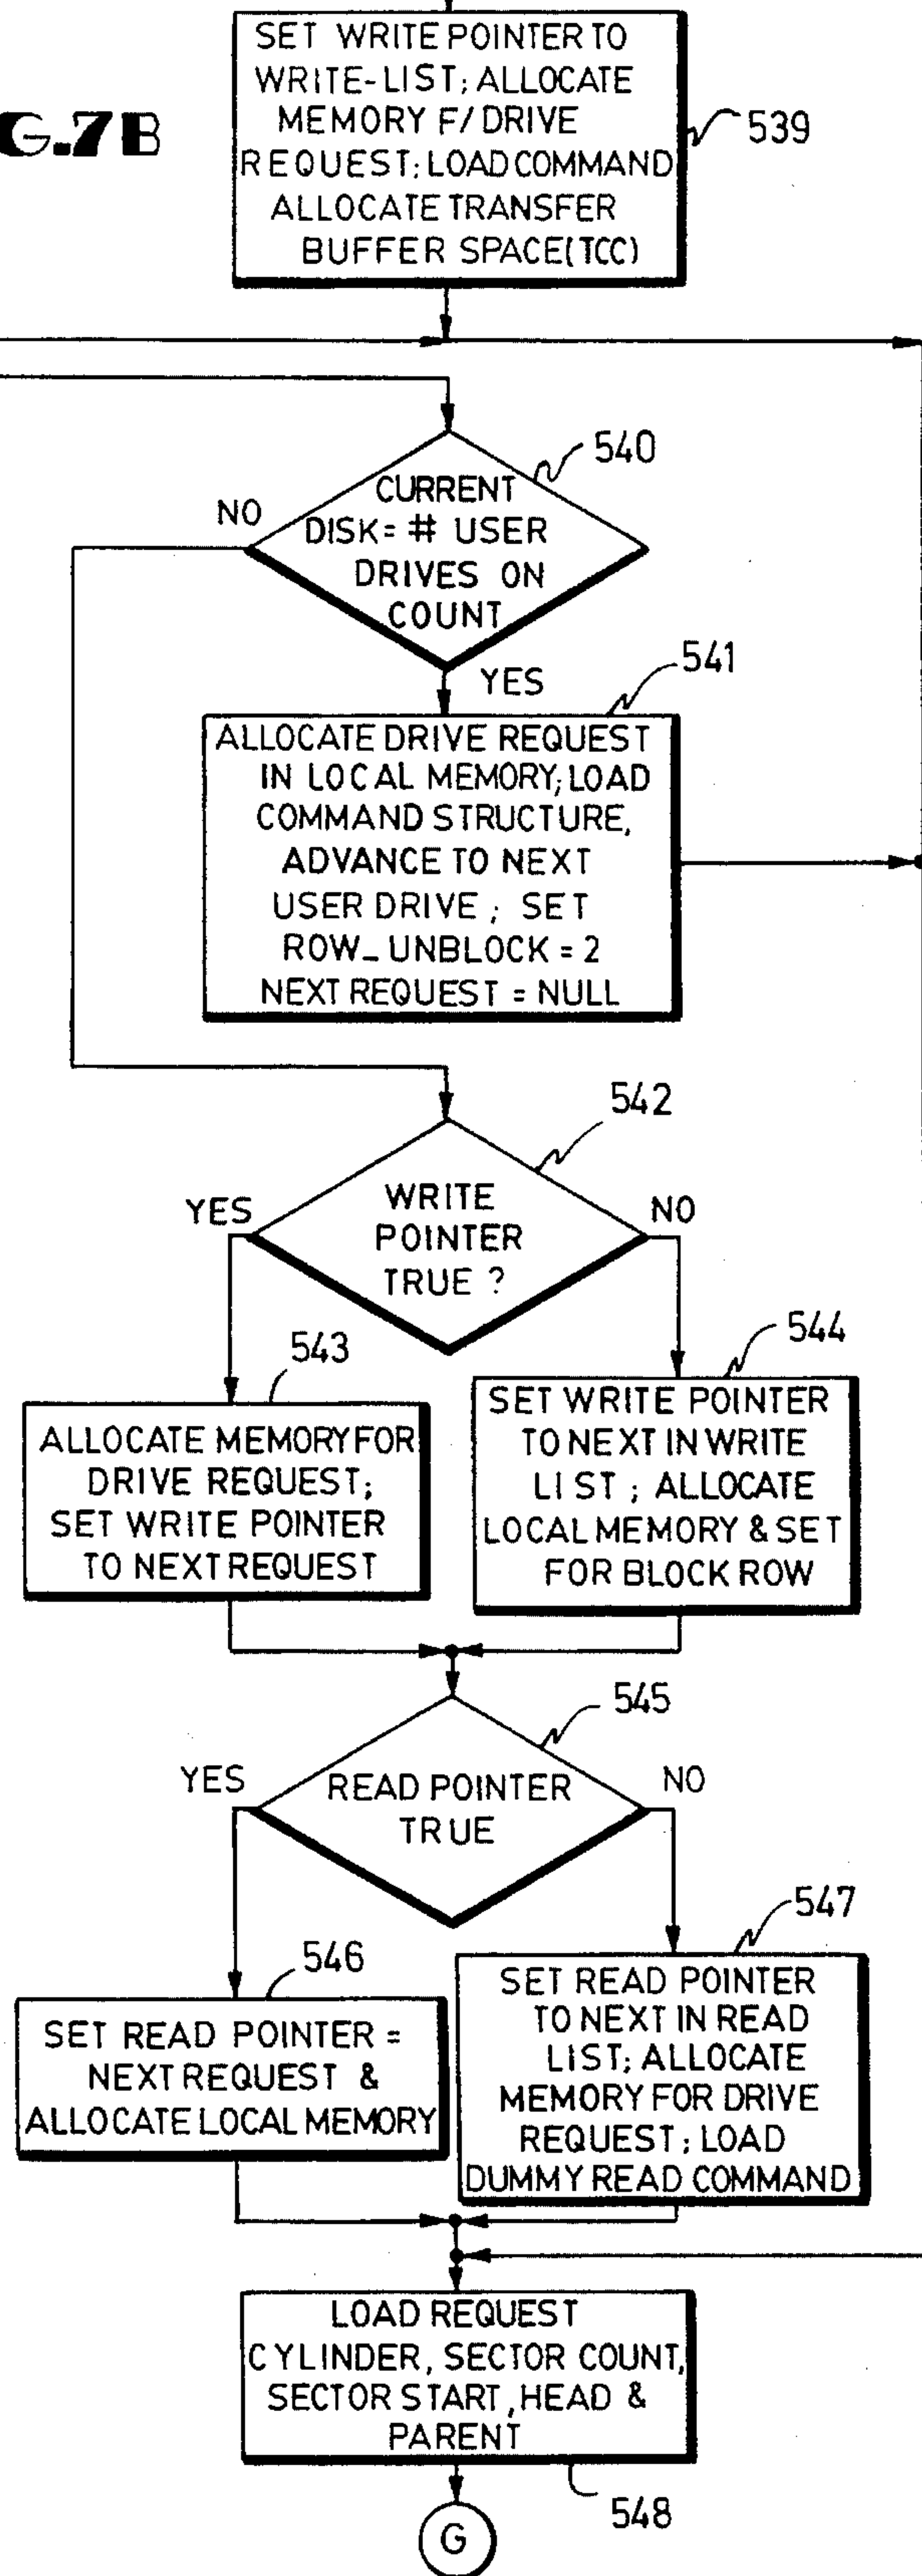 SET WRITE POINTER TO
WRITE-LIST; ALLOCATE
MEMORY F/DRIVE
REQUEST; LOAD COMMAND
ALLOCATE TRANSFER
BUFFER SPACE(TCC)
G.7B
539
540
CURRENT
DISK= # USER
DRIVES ON
COUNT
NO
YES
541
ALLOCATE DRIVE REQUEST
IN LOCAL MEMORY; LOAD
COMMAND STRUCTURE,
ADVANCE TO NEXT
USER DRIVE ; SET
ROW_UNBLOCK = 2
NEXT REQUEST = NULL
542
WRITE
POINTER
TRUE ?
YES
NO
543
ALLOCATE MEMORY FOR
DRIVE REQUEST;
SET WRITE POINTER
TO NEXT REQUEST
544
SET WRITE POINTER
TO NEXT IN WRITE
LIST ; ALLOCATE
LOCAL MEMORY & SET
FOR BLOCK ROW
545
READ POINTER
TRUE
YES
NO
546
SET READ POINTER =
NEXT REQUEST &
ALLOCATE LOCAL MEMORY
547
SET READ POINTER
TO NEXT IN READ
LIST; ALLOCATE
MEMORY FOR DRIVE
REQUEST ; LOAD
DUMMY READ COMMAND
LOAD REQUEST
CYLINDER, SECTOR COUNT,
SECTOR START, HEAD &
PARENT
548
G